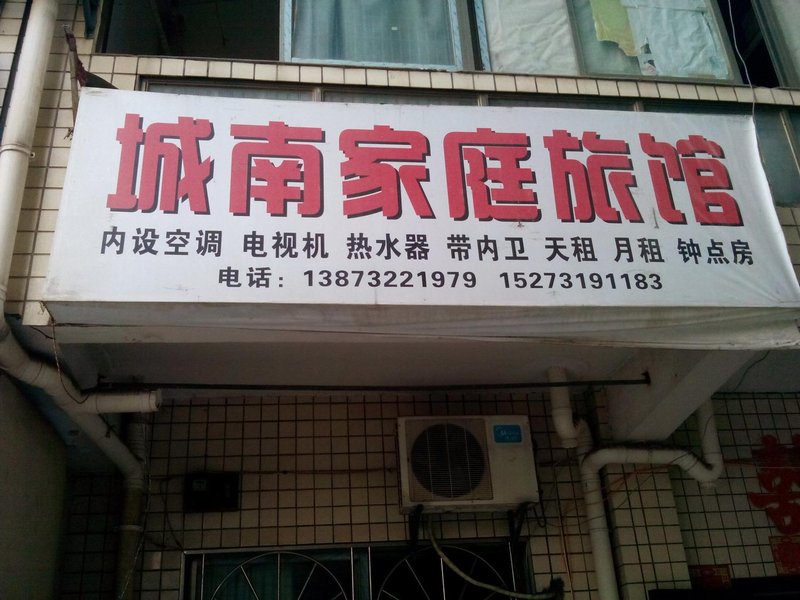 城南家庭旅馆
内设空调 电视机 热水器 带内卫 天租 月租 钟点房
电话：13873221979 15273191183